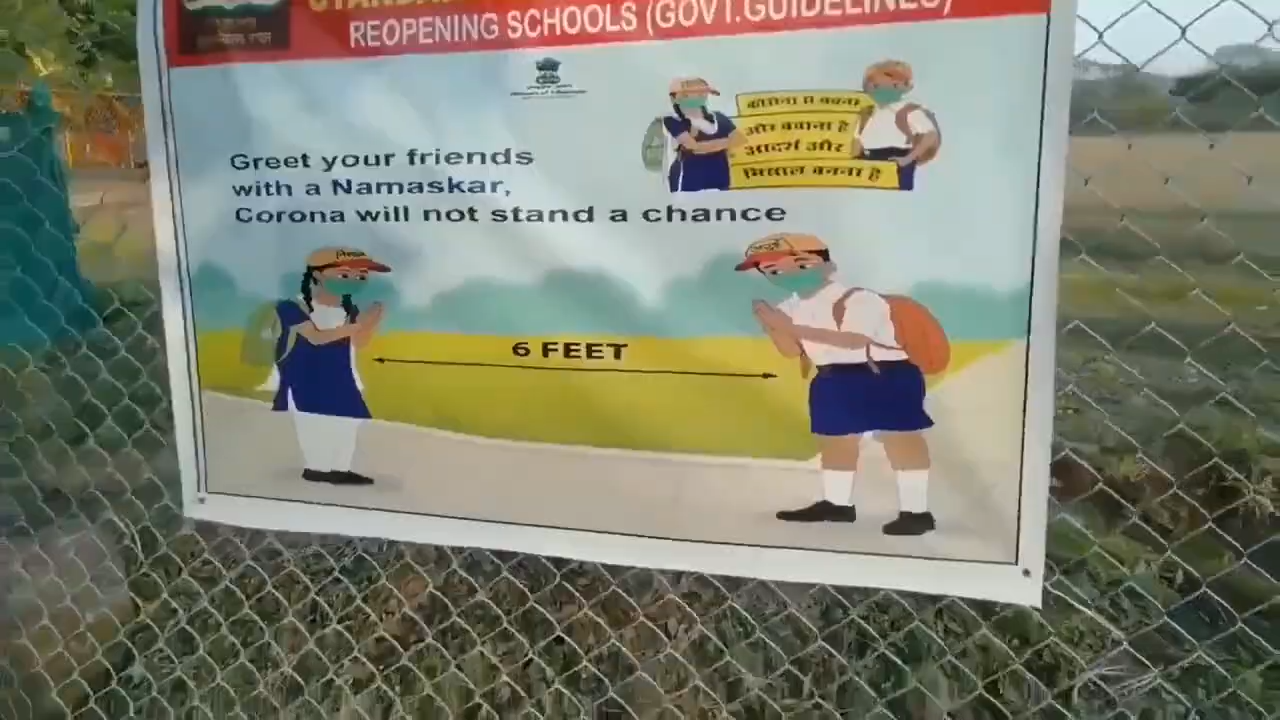 REOPENING SCHOOLS (GOVT.GUIDELINES)
कोरोना से बचना
और बचाना है
आदर्श और
मिसाल बनना है
Greet your friends
with a Namaskar,
Corona will not stand a chance
6 FEET